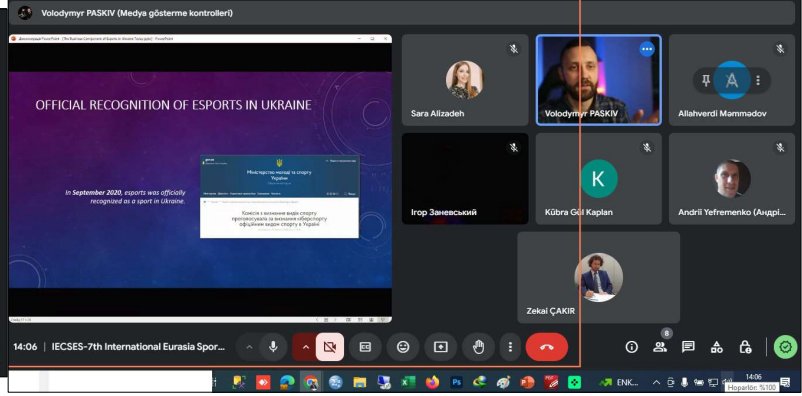 Volodymyr PASKIV (Medya gösterme kontrolleri)
OFFICIAL RECOGNITION OF ESPORTS IN UKRAINE
In September 2020, esports was officially
recognized as a sport in Ukraine.
Міністерство молоді та спорту
України
Комісія з визнання видів спорту
проголосувала за визнання кіберспорту
офіційним видом спорту в Україні
Sara Alizadeh
Volodymyr PASKIV
A
Allahverdi Məmmədov
Ігор Заневський
K
Kübra Gül Kaplan
Andrii Yefremenko (Андрі...
Zekai ÇAKIR
14:06 | IECSES-7th International Eurasia Spor...
8
ENK...
14:06
Hoparlör: %100